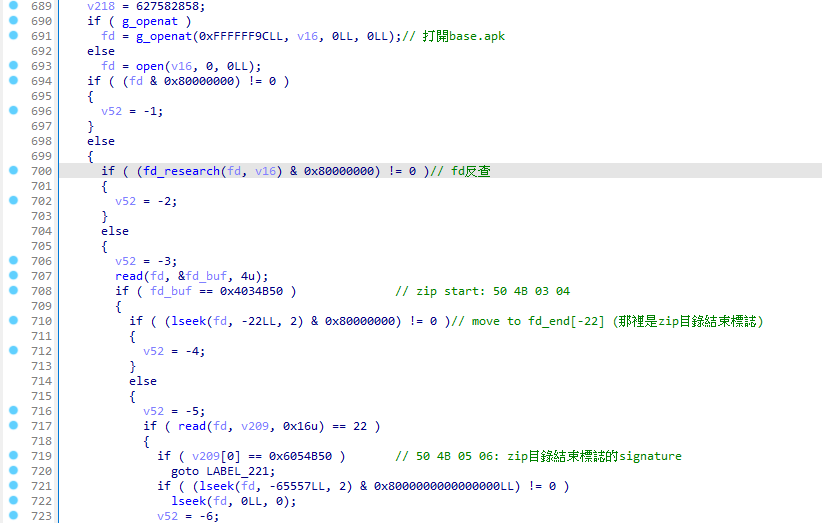 689 v218 = 627582858;
690 if ( g_openat )
691 fd = g_openat(0xFFFFFF9CLL, v16, 0LL, 0LL);// 打開base.apk
692 else
693 fd = open(v16, 0, 0LL);
694 if ( (fd & 0x80000000) != 0 )
695 {
696 v52 = -1;
697 }
698 else
699 {
700 if ( (fd_research(fd, v16) & 0x80000000) != 0 )// fd反查
701 {
702 v52 = -2;
703 }
704 else
705 {
706 v52 = -3;
707 read(fd, &fd_buf, 4u);
708 if ( fd_buf == 0x4034B50 ) // zip start: 50 4B 03 04
709 {
710 if ( (lseek(fd, -22LL, 2) & 0x80000000) != 0 )// move to fd_end[-22] (那裡是zip目錄結束標誌)
711 {
712 v52 = -4;
713 }
714 else
715 {
716 v52 = -5;
717 if ( read(fd, v209, 0x16u) == 22 )
718 {
719 if ( v209[0] == 0x6054B50 ) // 50 4B 05 06: zip目錄結束標誌的signature
720 goto LABEL_221;
721 if ( (lseek(fd, -65557LL, 2) & 0x8000000000000000LL) != 0 )
722 lseek(fd, 0LL, 0);
723 v52 = -6;